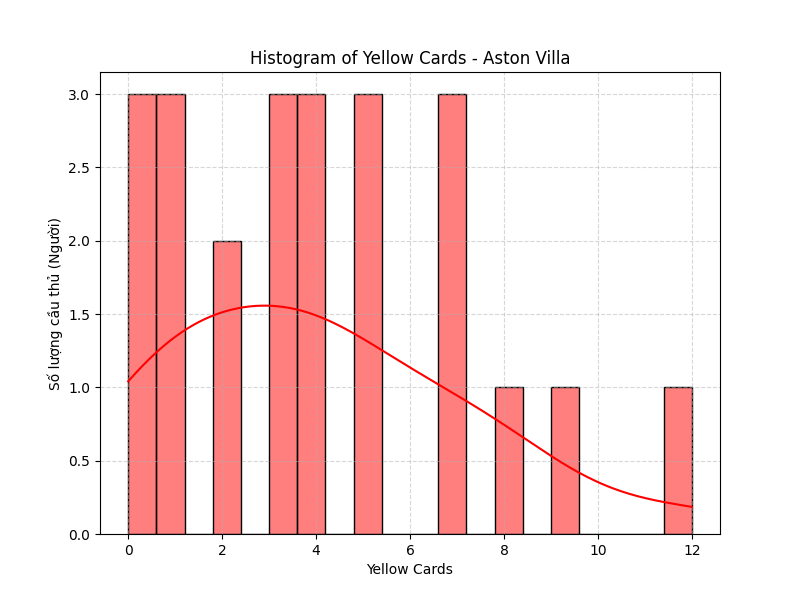 Histogram of Yellow Cards - Aston Villa
Số lượng cầu thủ (Người)
3.0
2.5
2.0
1.5
1.0
0.5
0.0
0 2 4 6 8 10 12
Yellow Cards